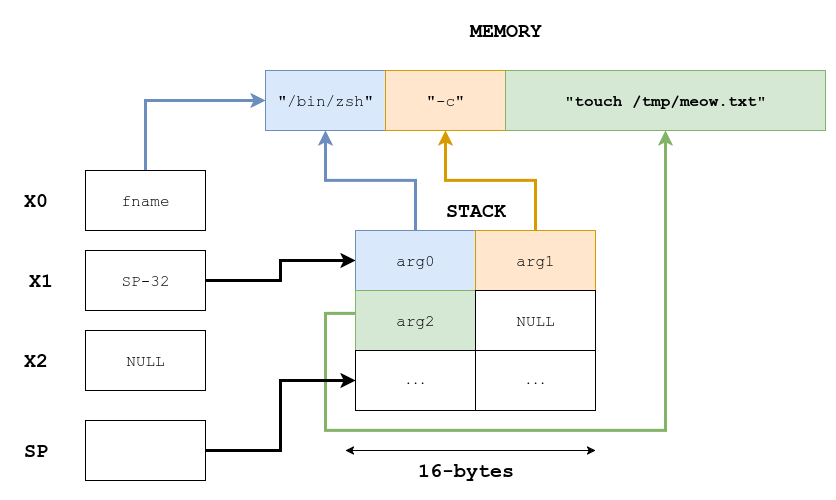 MEMORY
"/bin/zsh" "-c" "touch /tmp/meow.txt"
X0 fname
STACK
X1 SP-32 arg0 arg1
X2 NULL arg2 NULL
... ...
SP
16-bytes